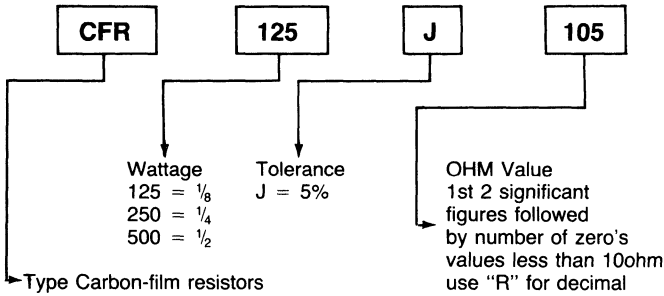 CFR 125 J 105
Wattage
125 = 1/8
250 = 1/4
500 = 1/2
Tolerance
J = 5%
OHM Value
1st 2 significant
figures followed
by number of zero's
values less than 10ohm
use "R" for decimal
Type Carbon-film resistors